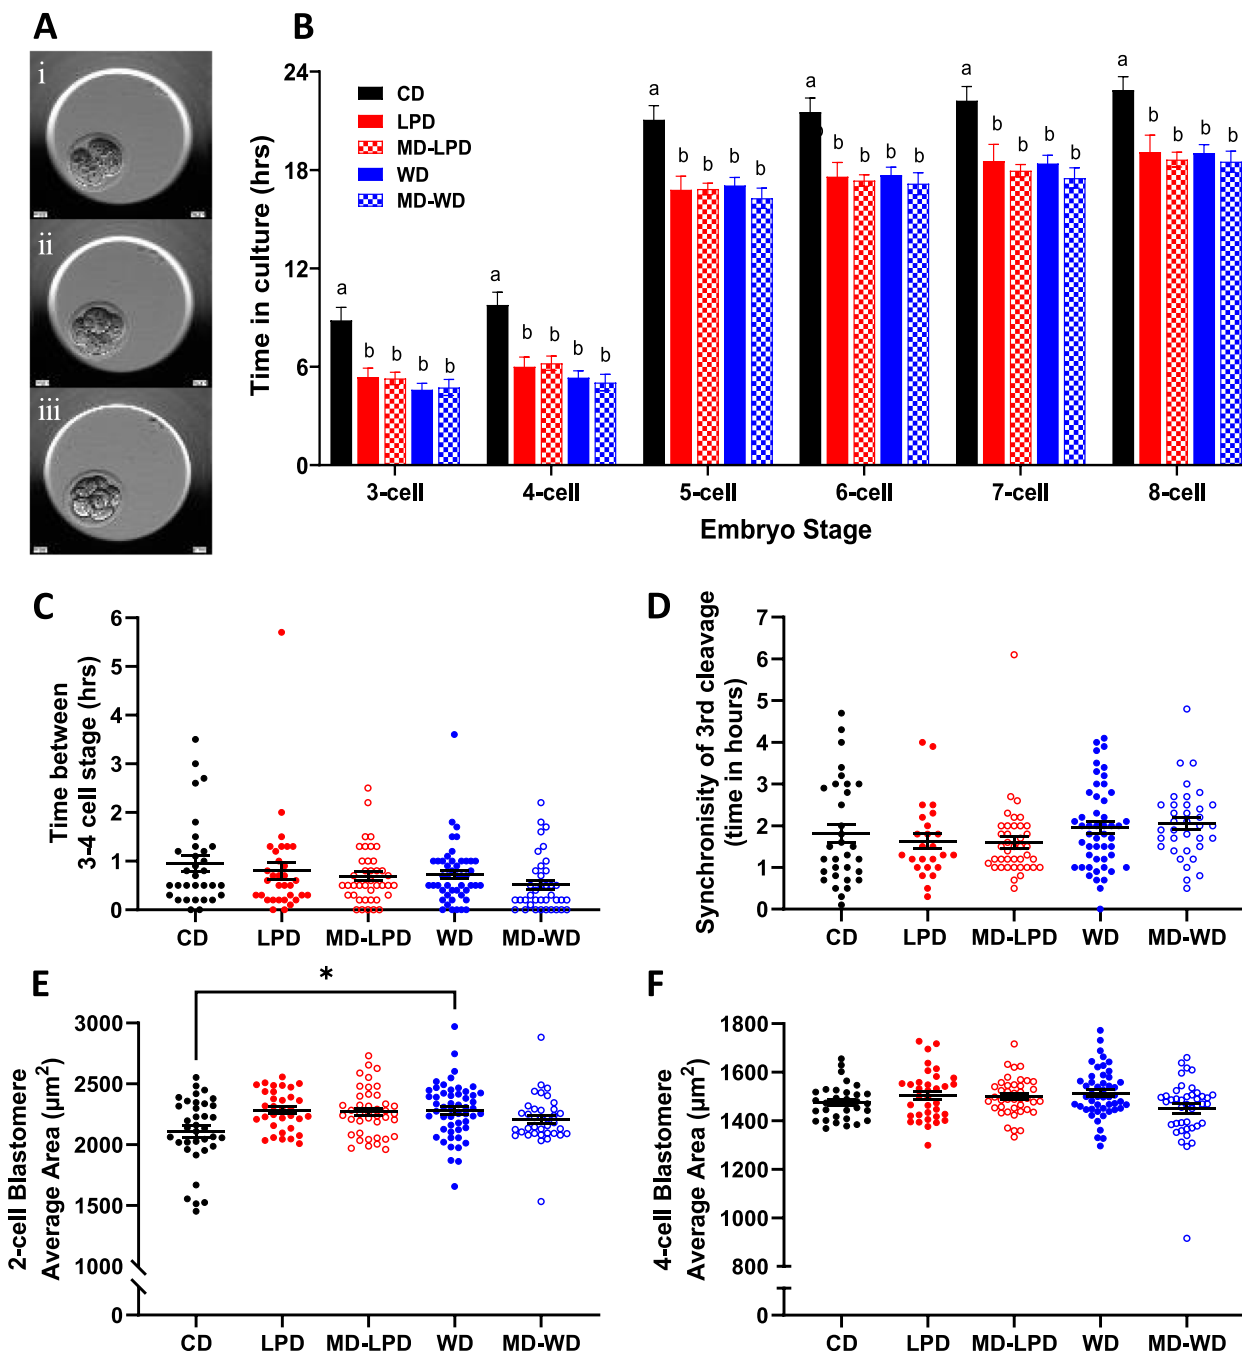 A
i
ii
iii
B
Time in culture (hrs)
24
18
12
6
0
CD
LPD
MD-LPD
WD
MD-WD
a b b b b
a b b b b
a b b b b
a b b b b b
a b b b b
a b b b b
3-cell 4-cell 5-cell 6-cell 7-cell 8-cell
Embryo Stage
C
Time between
3-4 cell stage (hrs)
6
5
4
3
2
1
0
CD LPD MD-LPD WD MD-WD
D
Synchronisity of 3rd cleavage
(time in hours)
7
6
5
4
3
2
1
0
CD LPD MD-LPD WD MD-WD
E
2-cell Blastomere
Average Area (µm²)
*
3000
2500
2000
1500
1000
0
CD LPD MD-LPD WD MD-WD
F
4-cell Blastomere
Average Area (µm²)
1800
1600
1400
1200
1000
800
0
CD LPD MD-LPD WD MD-WD